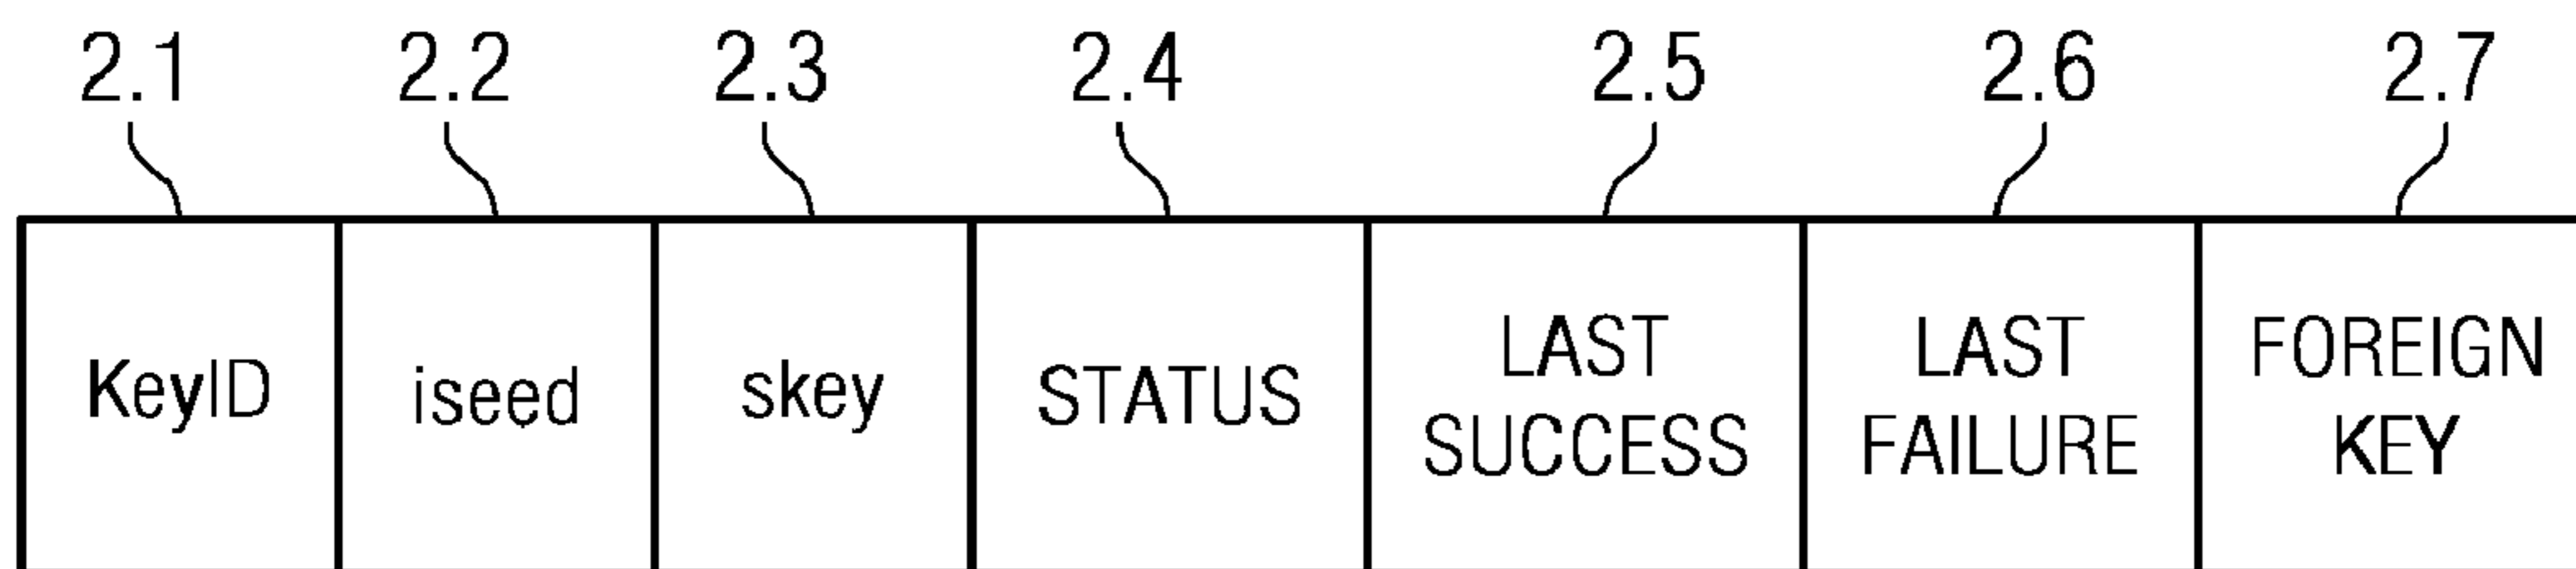 2.1 2.2 2.3 2.4 2.5 2.6 2.7
KeyID iseed skey STATUS LAST SUCCESS LAST FAILURE FOREIGN KEY